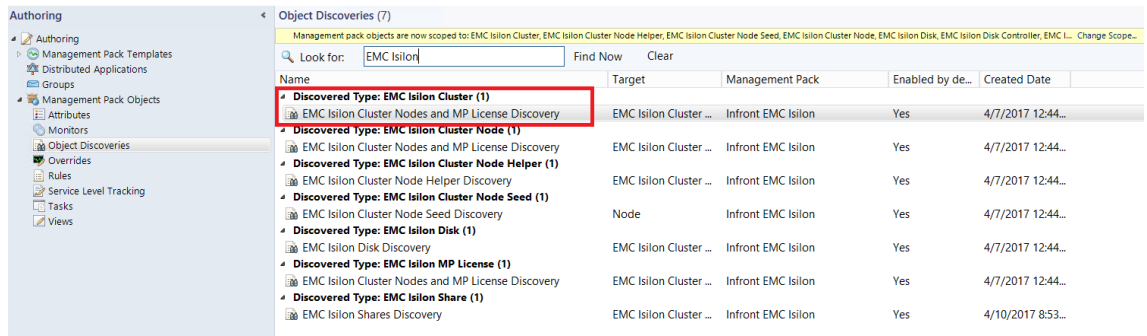 Authoring
Authoring
Management Pack Templates
Distributed Applications
Groups
Management Pack Objects
Attributes
Monitors
Object Discoveries
Overrides
Rules
Service Level Tracking
Tasks
Views
Object Discoveries (7)
Management pack objects are now scoped to: EMC Isilon Cluster, EMC Isilon Cluster Node Helper, EMC Isilon Cluster Node Seed, EMC Isilon Cluster Node, EMC Isilon Disk, EMC Isilon Disk Controller, EMC I... Change Scope...
Look for: EMC Isilon Find Now Clear
Name Target Management Pack Enabled by de... Created Date
Discovered Type: EMC Isilon Cluster (1)
EMC Isilon Cluster Nodes and MP License Discovery EMC Isilon Cluster ... Infront EMC Isilon Yes 4/7/2017 12:44...
Discovered Type: EMC Isilon Cluster Node (1)
EMC Isilon Cluster Nodes and MP License Discovery EMC Isilon Cluster ... Infront EMC Isilon Yes 4/7/2017 12:44...
Discovered Type: EMC Isilon Cluster Node Helper (1)
EMC Isilon Cluster Node Helper Discovery EMC Isilon Cluster ... Infront EMC Isilon Yes 4/7/2017 12:44...
Discovered Type: EMC Isilon Cluster Node Seed (1)
EMC Isilon Cluster Node Seed Discovery Node Infront EMC Isilon Yes 4/7/2017 12:44...
Discovered Type: EMC Isilon Disk (1)
EMC Isilon Disk Discovery EMC Isilon Cluster ... Infront EMC Isilon Yes 4/7/2017 12:44...
Discovered Type: EMC Isilon MP License (1)
EMC Isilon Cluster Nodes and MP License Discovery EMC Isilon Cluster ... Infront EMC Isilon Yes 4/7/2017 12:44...
Discovered Type: EMC Isilon Share (1)
EMC Isilon Shares Discovery EMC Isilon Cluster ... Infront EMC Isilon Yes 4/10/2017 8:53...